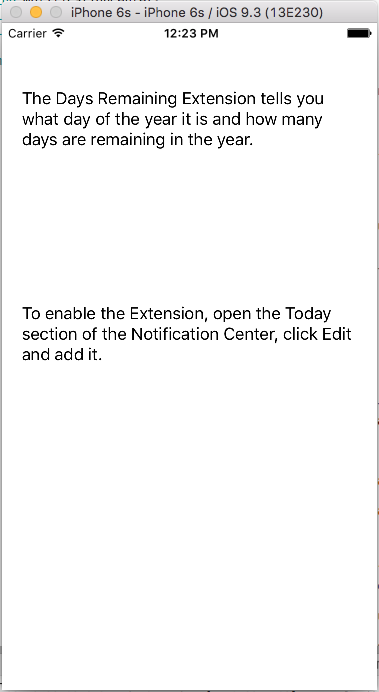 iPhone 6s - iPhone 6s / iOS 9.3 (13E230)
Carrier 12:23 PM
The Days Remaining Extension tells you
what day of the year it is and how many
days are remaining in the year.
To enable the Extension, open the Today
section of the Notification Center, click Edit
and add it.